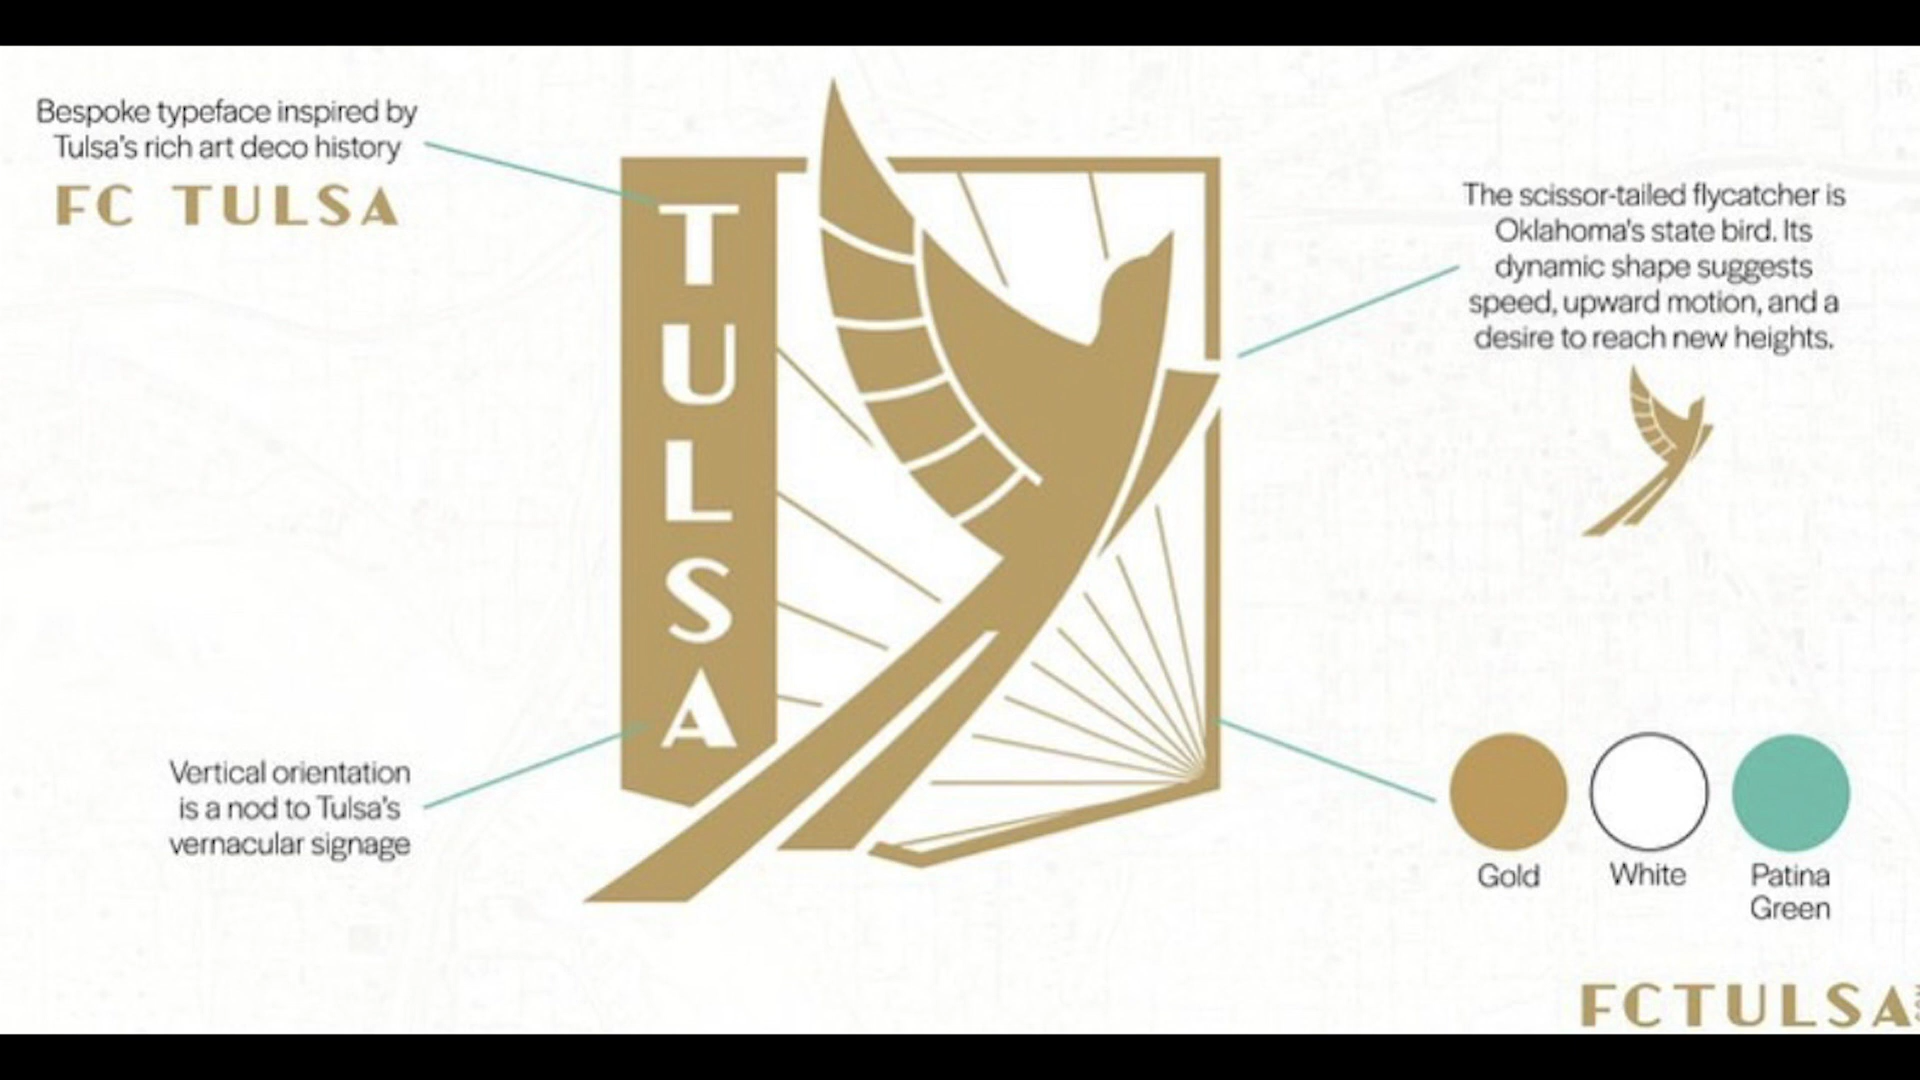 Bespoke typeface inspired by
Tulsa's rich art deco history
FC TULSA
T
U
L
S
A
The scissor-tailed flycatcher is
Oklahoma's state bird. Its
dynamic shape suggests
speed, upward motion, and a
desire to reach new heights.
Vertical orientation
is a nod to Tulsa's
vernacular signage
Gold
White
Patina
Green
FCTULSA